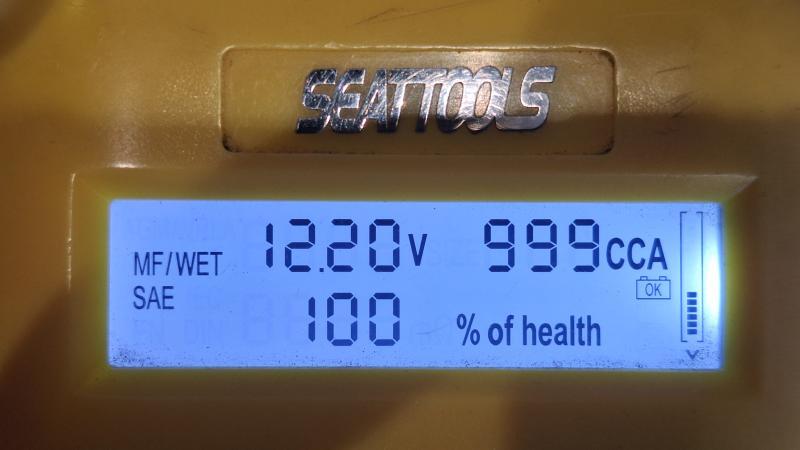 SEATTOOLS
MF/WET 12.20V 999CCA
OK
SAE 100 % of health